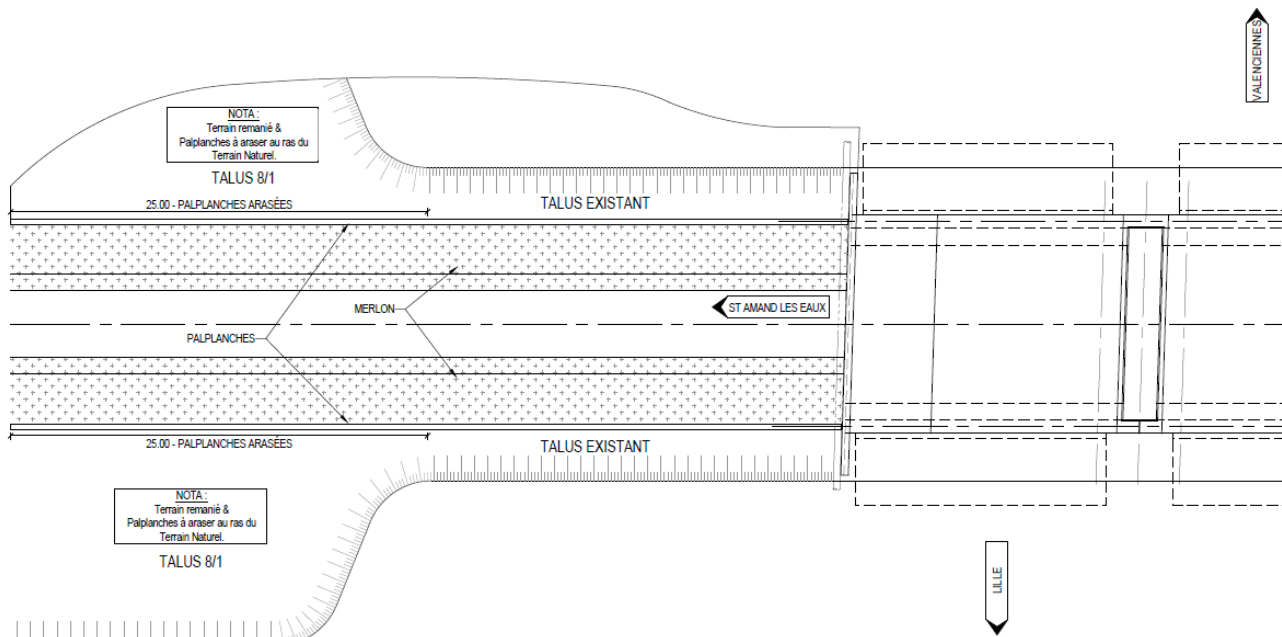 VALENCIENNES
NOTA :
Terrain remanié &
Palplanches à araser au ras du
Terrain Naturel.
TALUS 8/1
25.00 - PALPLANCHES ARASÉES
TALUS EXISTANT
MERLON
ST AMAND LES EAUX
PALPLANCHES
25.00 - PALPLANCHES ARASÉES
TALUS EXISTANT
NOTA :
Terrain remanié &
Palplanches à araser au ras du
Terrain Naturel.
TALUS 8/1
LILLE